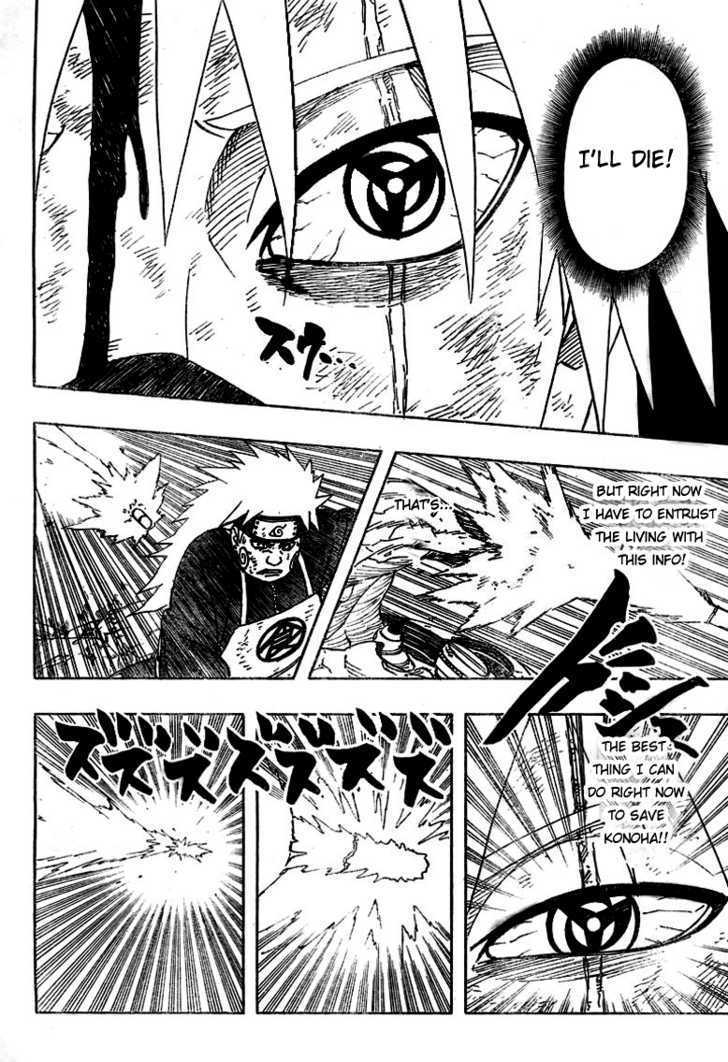 I'LL DIE!
スゥ…
BUT RIGHT NOW
I HAVE TO ENTRUST
THE LIVING WITH
THIS INFO!
THAT'S...
THE BEST
THING I CAN
DO RIGHT NOW
TO SAVE
KONOHA!!
ズズズズズズズ